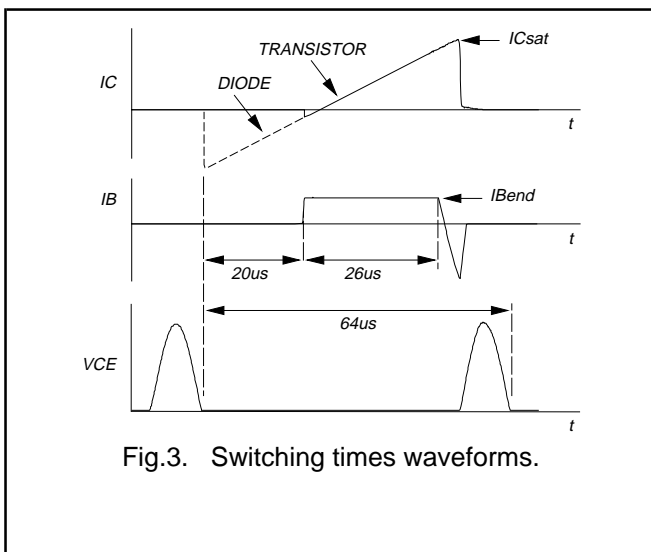 ICsat
TRANSISTOR
DIODE
IC
t
IB
IBend
t
20us
26us
64us
VCE
t
Fig.3. Switching times waveforms.